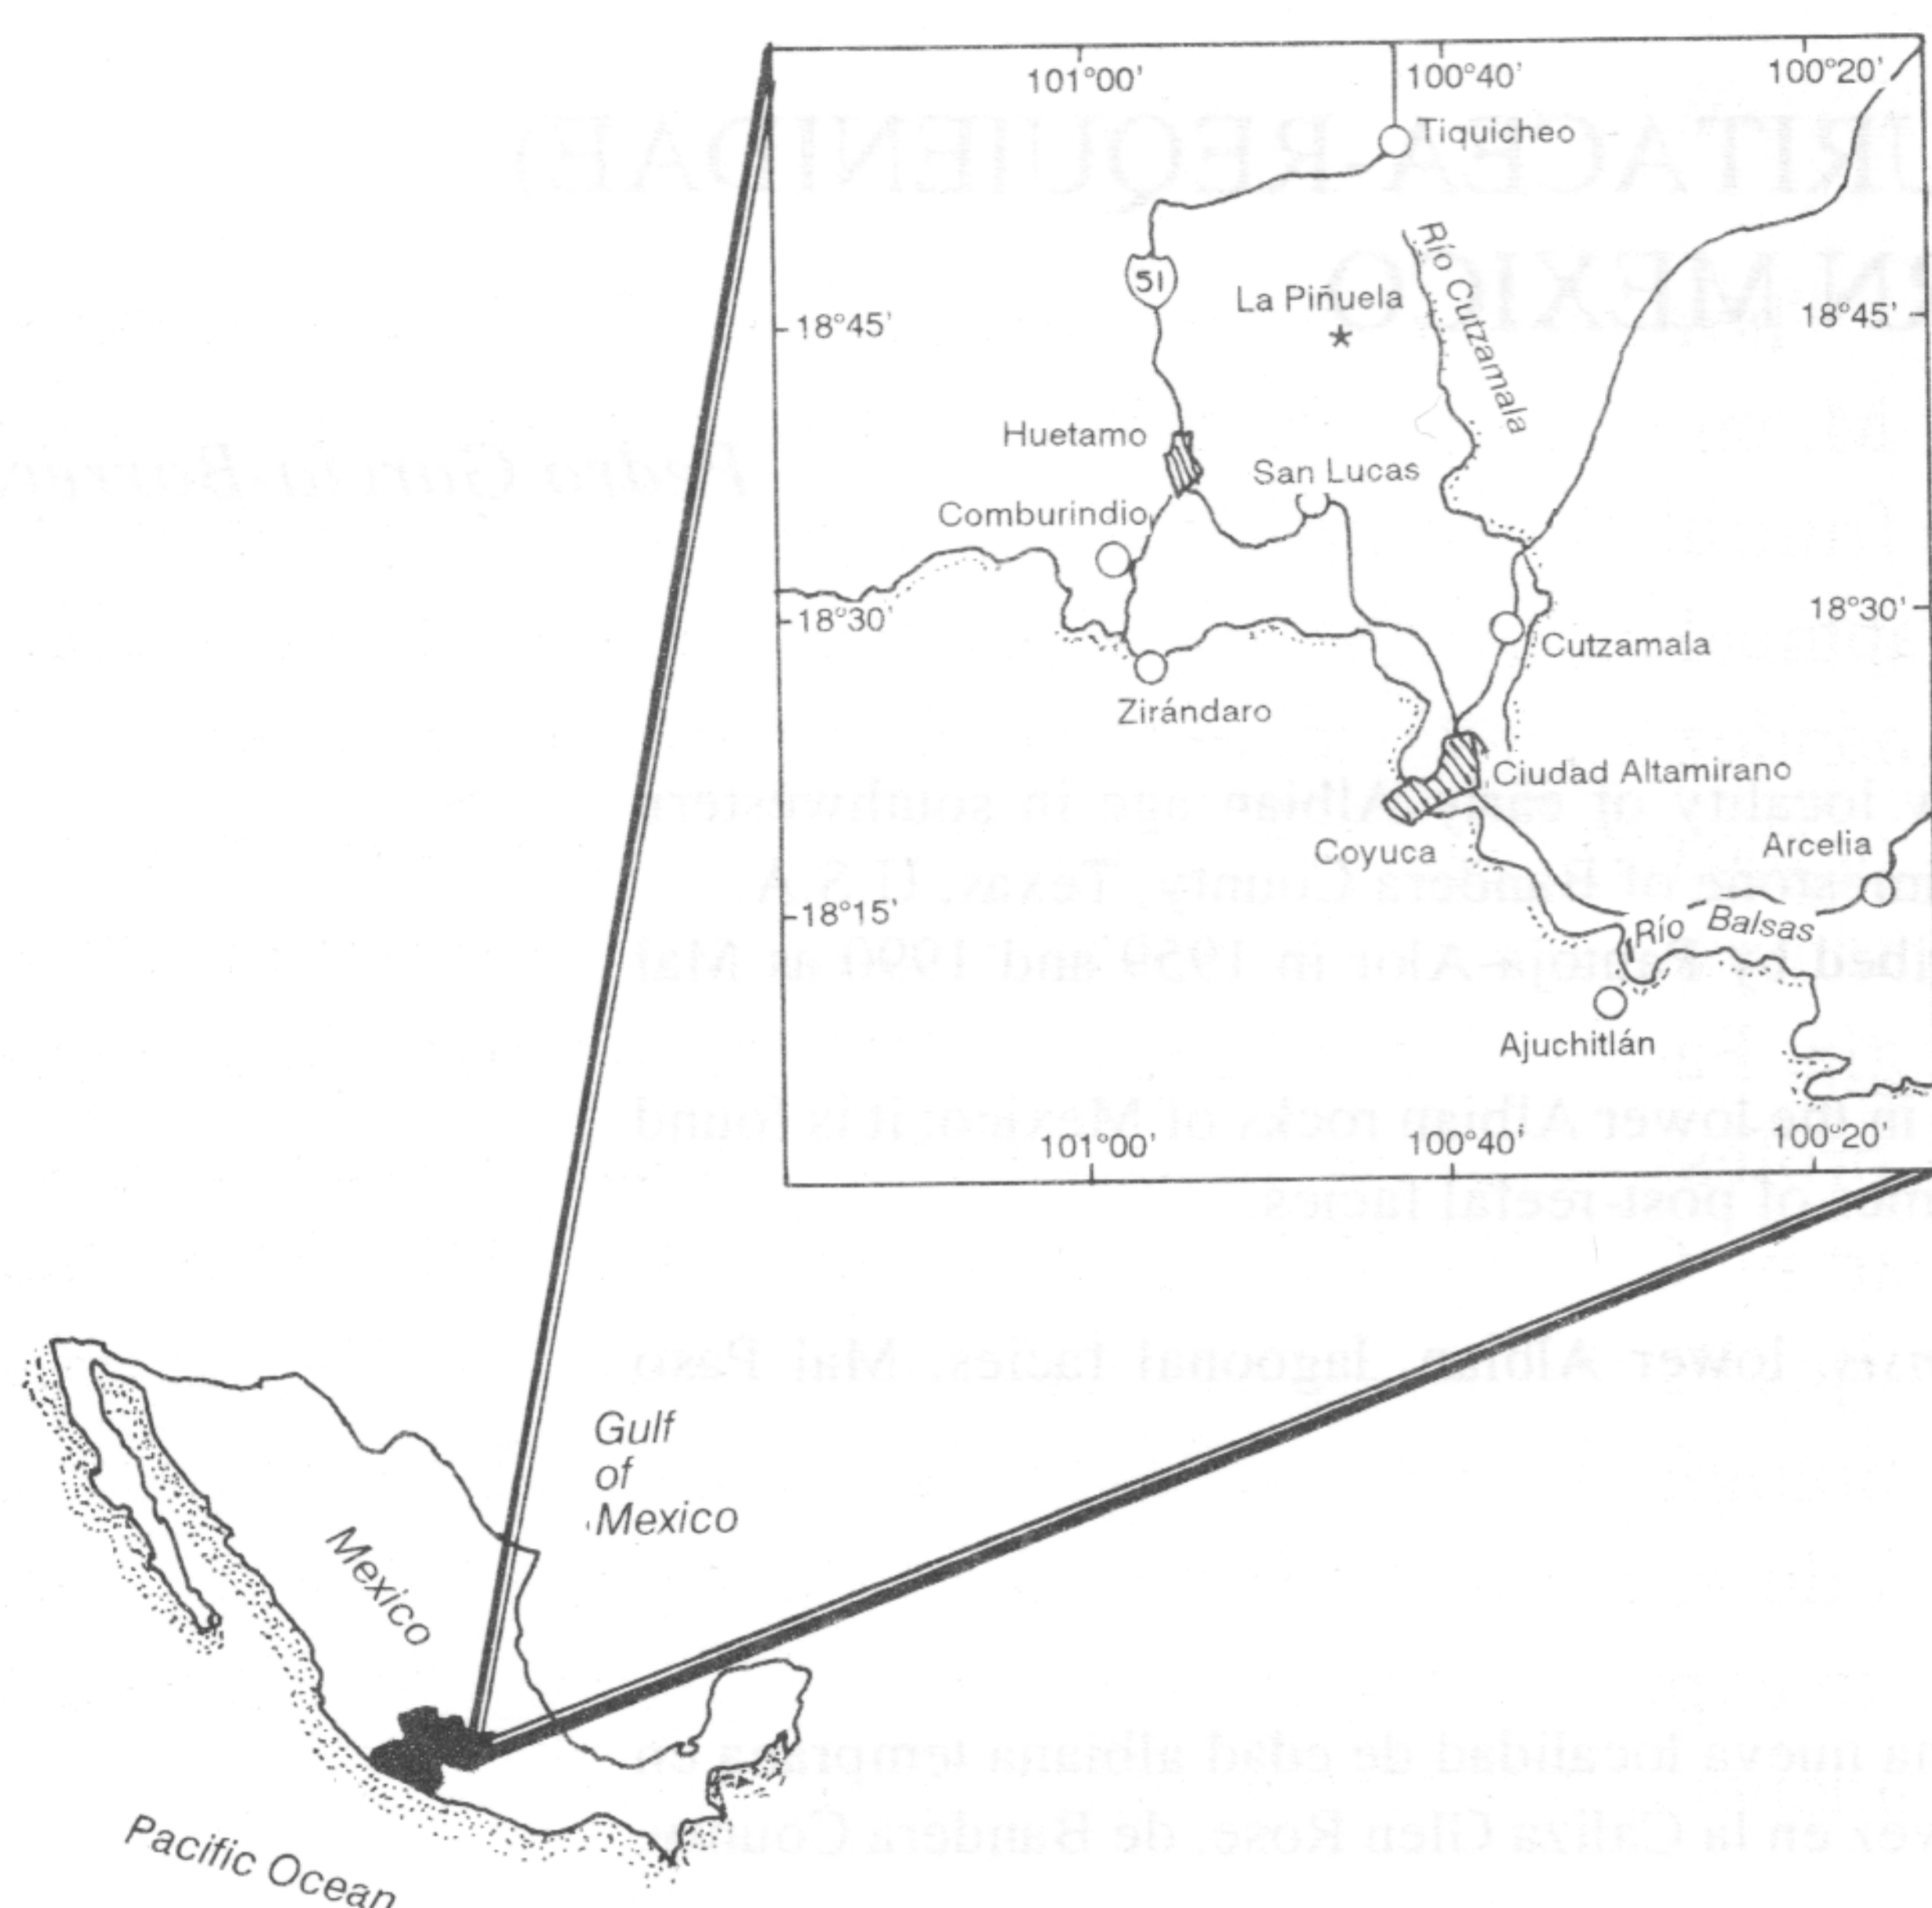 101°00'
100°40'
100°20'
Tiquicheo
Río Cutzamala
51
La Piñuela
18°45'
18°45'
Huetamo
San Lucas
Comburindio
18°30'
18°30'
Cutzamala
Zirándaro
Ciudad Altamirano
Coyuca
Arcelia
18°15'
Río Balsas
Ajuchitlán
101°00'
100°40'
100°20'
Gulf
of
Mexico
Mexico
Pacific Ocean